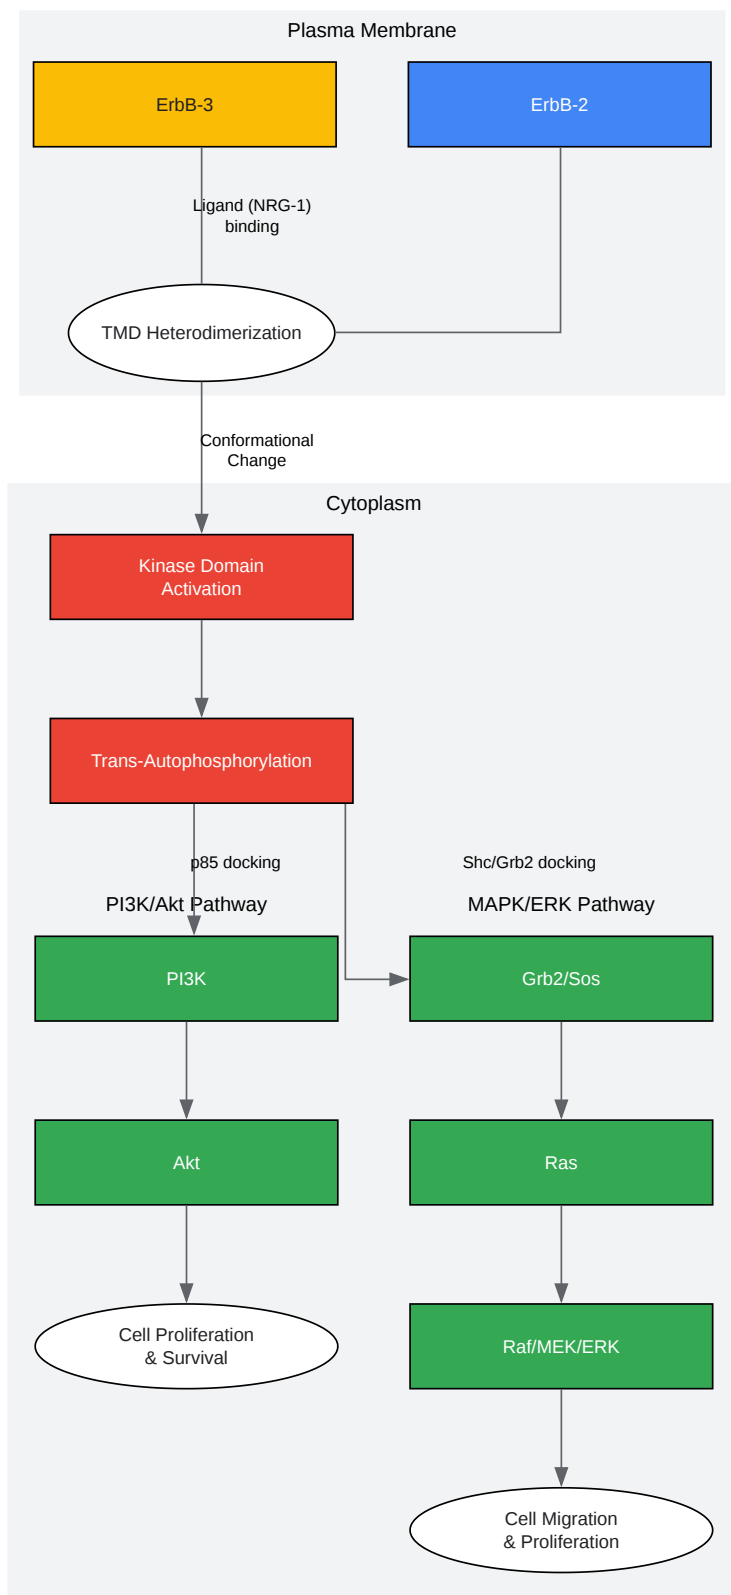 Plasma Membrane
ErbB-3
ErbB-2
Ligand (NRG-1)
binding
TMD Heterodimerization
Conformational
Change
Cytoplasm
Kinase Domain
Activation
Trans-Autophosphorylation
p85 docking
Shc/Grb2 docking
PI3K/Akt Pathway
MAPK/ERK Pathway
PI3K
Grb2/Sos
Akt
Ras
Cell Proliferation
& Survival
Raf/MEK/ERK
Cell Migration
& Proliferation